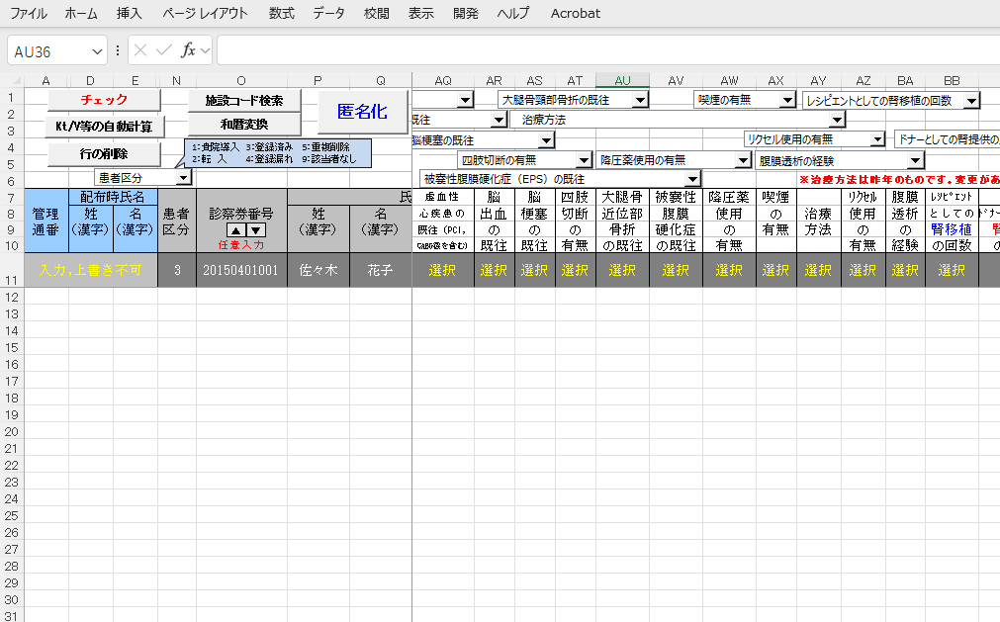 ファイル ホーム 挿入 ページ レイアウト 数式 データ 校閲 表示 開発 ヘルプ Acrobat
AU36 fx
A D E N O P Q AQ AR AS AT AU AV AW AX AY AZ BA BB
1 チェック 施設コード検索 匿名化 大腿骨頸部骨折の既往 喫煙の有無 レシピエントとしての腎移植の回数
2 既往 治療方法
Kt/V等の自動計算 和暦変換
3 脳梗塞の既往 リクセル使用の有無 ドナーとしての腎提供の
4 行の削除 1:貴院導入 3:登録済み 5:重複削除
2:転 入 4:登録漏れ 9:該当者なし
5 四肢切断の有無 降圧薬使用の有無 腹膜透析の経験
6 患者区分 被嚢性腹膜硬化症（EPS）の既往 ※治療方法は昨年のものです。変更があ
7 配布時氏名 氏 虚血性 脳 脳 四肢 大腿骨 被嚢性 降圧薬 喫煙 リクセル 腹膜 レシピエント
8 管理 姓 名 患者 診察券番号 姓 名 心疾患の 出血 梗塞 切断 近位部 腹膜 使用 の 治療 使用 透析 としての ドナー
9 通番 (漢字) (漢字) 区分 ▲▼ (漢字) (漢字) 既往（PCI, の の の 骨折 硬化症 の 有無 方法 の の 腎移植 腎
10 任意入力 CABG数を含む） 既往 既往 有無 の既往 の既往 有無 有無 経験 の回数 の
11 入力,上書き不可 3 20150401001 佐々木 花子 選択 選択 選択 選択 選択 選択 選択 選択 選択 選択 選択 選択
12
13
14
15
16
17
18
19
20
21
22
23
24
25
26
27
28
29
30
31